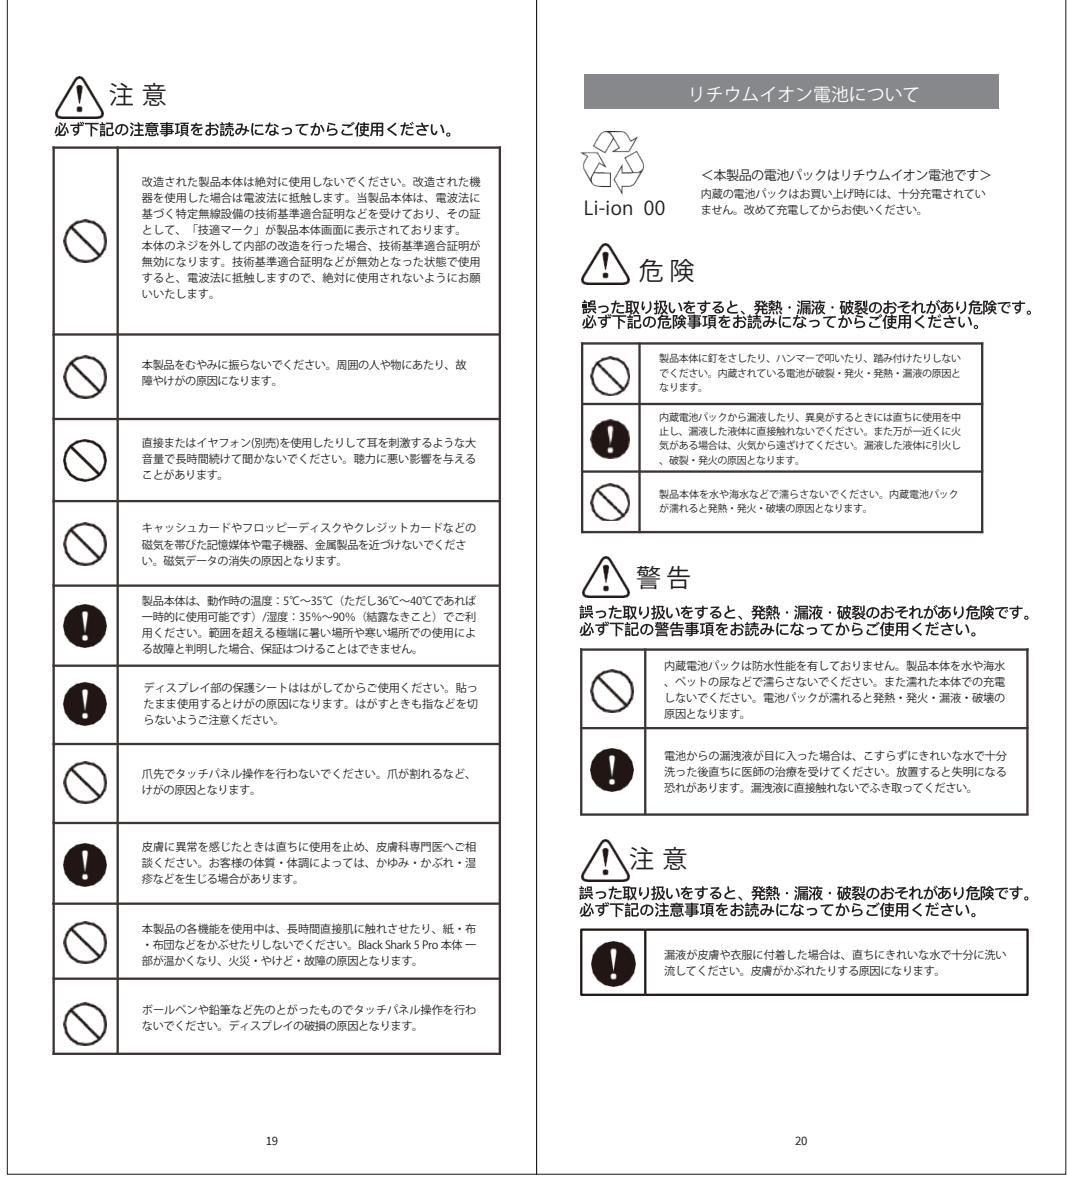 注意
必ず下記の注意事項をお読みになってからご使用ください。
改造された製品本体は絶対に使用しないでください。改造された機
器を使用した場合は電波法に抵触します。当製品本体は、電波法に
基づく特定無線設備の技術基準適合証明などを受けており、その証
として、「技適マーク」が製品本体画面に表示されております。
本体のネジを外して内部の改造を行った場合、技術基準適合証明が
無効になります。技術基準適合証明などが無効となった状態で使用
すると、電波法に抵触しますので、絶対に使用されないようにお願
いいたします。
本製品をむやみに振らないでください。周囲の人や物にあたり、故
障やけがの原因になります。
直接またはイヤフォン(別売)を使用したりして耳を刺激するような大
音量で長時間続けて聞かないでください。聴力に悪い影響を与える
ことがあります。
キャッシュカードやフロッピーディスクやクレジットカードなどの
磁気を帯びた記憶媒体や電子機器、金属製品を近づけないでくださ
い。磁気データの消失の原因となります。
製品本体は、動作時の温度：5℃～35℃（ただし36℃～40℃であれば
一時的に使用可能です）/湿度：35%～90%（結露なきこと）でご利
用ください。範囲を超える極端に暑い場所や寒い場所での使用によ
る故障と判明した場合、保証はつけることはできません。
ディスプレイ部の保護シートははがしてからご使用ください。貼っ
たまま使用するとけがの原因になります。はがすときも指などを切
らないようご注意ください。
爪先でタッチパネル操作を行わないでください。爪が割れるなど、
けがの原因となります。
皮膚に異常を感じたときは直ちに使用を止め、皮膚科専門医へご相
談ください。お客様の体質・体調によっては、かゆみ・かぶれ・湿
疹などを生じる場合があります。
本製品の各機能を使用中は、長時間直接肌に触れさせたり、紙・布
・布団などをかぶせたりしないでください。Black Shark 5 Pro 本体 一
部が温かくなり、火災・やけど・故障の原因となります。
ボールペンや鉛筆など先のとがったものでタッチパネル操作を行わ
ないでください。ディスプレイの破損の原因となります。
19
リチウムイオン電池について
Li-ion 00
＜本製品の電池パックはリチウムイオン電池です＞
内蔵の電池パックはお買い上げ時には、十分充電されてい
ません。改めて充電してからお使いください。
危険
誤った取り扱いをすると、発熱・漏液・破裂のおそれがあり危険です。
必ず下記の危険事項をお読みになってからご使用ください。
製品本体に釘をさしたり、ハンマーで叩いたり、踏み付けたりしない
でください。内蔵されている電池が破裂・発火・発熱・漏液の原因と
なります。
内蔵電池パックから漏液したり、異臭がするときには直ちに使用を中
止し、漏液した液体に直接触れないでください。また万が一近くに火
気がある場合は、火気から遠ざけてください。漏液した液体に引火し
、破裂・発火の原因となります。
製品本体を水や海水などで濡らさないでください。内蔵電池パック
が濡れると発熱・発火・破壊の原因となります。
警告
誤った取り扱いをすると、発熱・漏液・破裂のおそれがあり危険です。
必ず下記の警告事項をお読みになってからご使用ください。
内蔵電池パックは防水性能を有しておりません。製品本体を水や海水
、ペットの尿などで濡らさないでください。また濡れた本体での充電
しないでください。電池パックが濡れると発熱・発火・漏液・破壊の
原因となります。
電池からの漏洩液が目に入った場合は、こすらずにきれいな水で十分
洗った後直ちに医師の治療を受けてください。放置すると失明になる
恐れがあります。漏洩液に直接触れないでふき取ってください。
注意
誤った取り扱いをすると、発熱・漏液・破裂のおそれがあり危険です。
必ず下記の注意事項をお読みになってからご使用ください。
漏液が皮膚や衣服に付着した場合は、直ちにきれいな水で十分に洗い
流してください。皮膚がかぶれたりする原因になります。
20